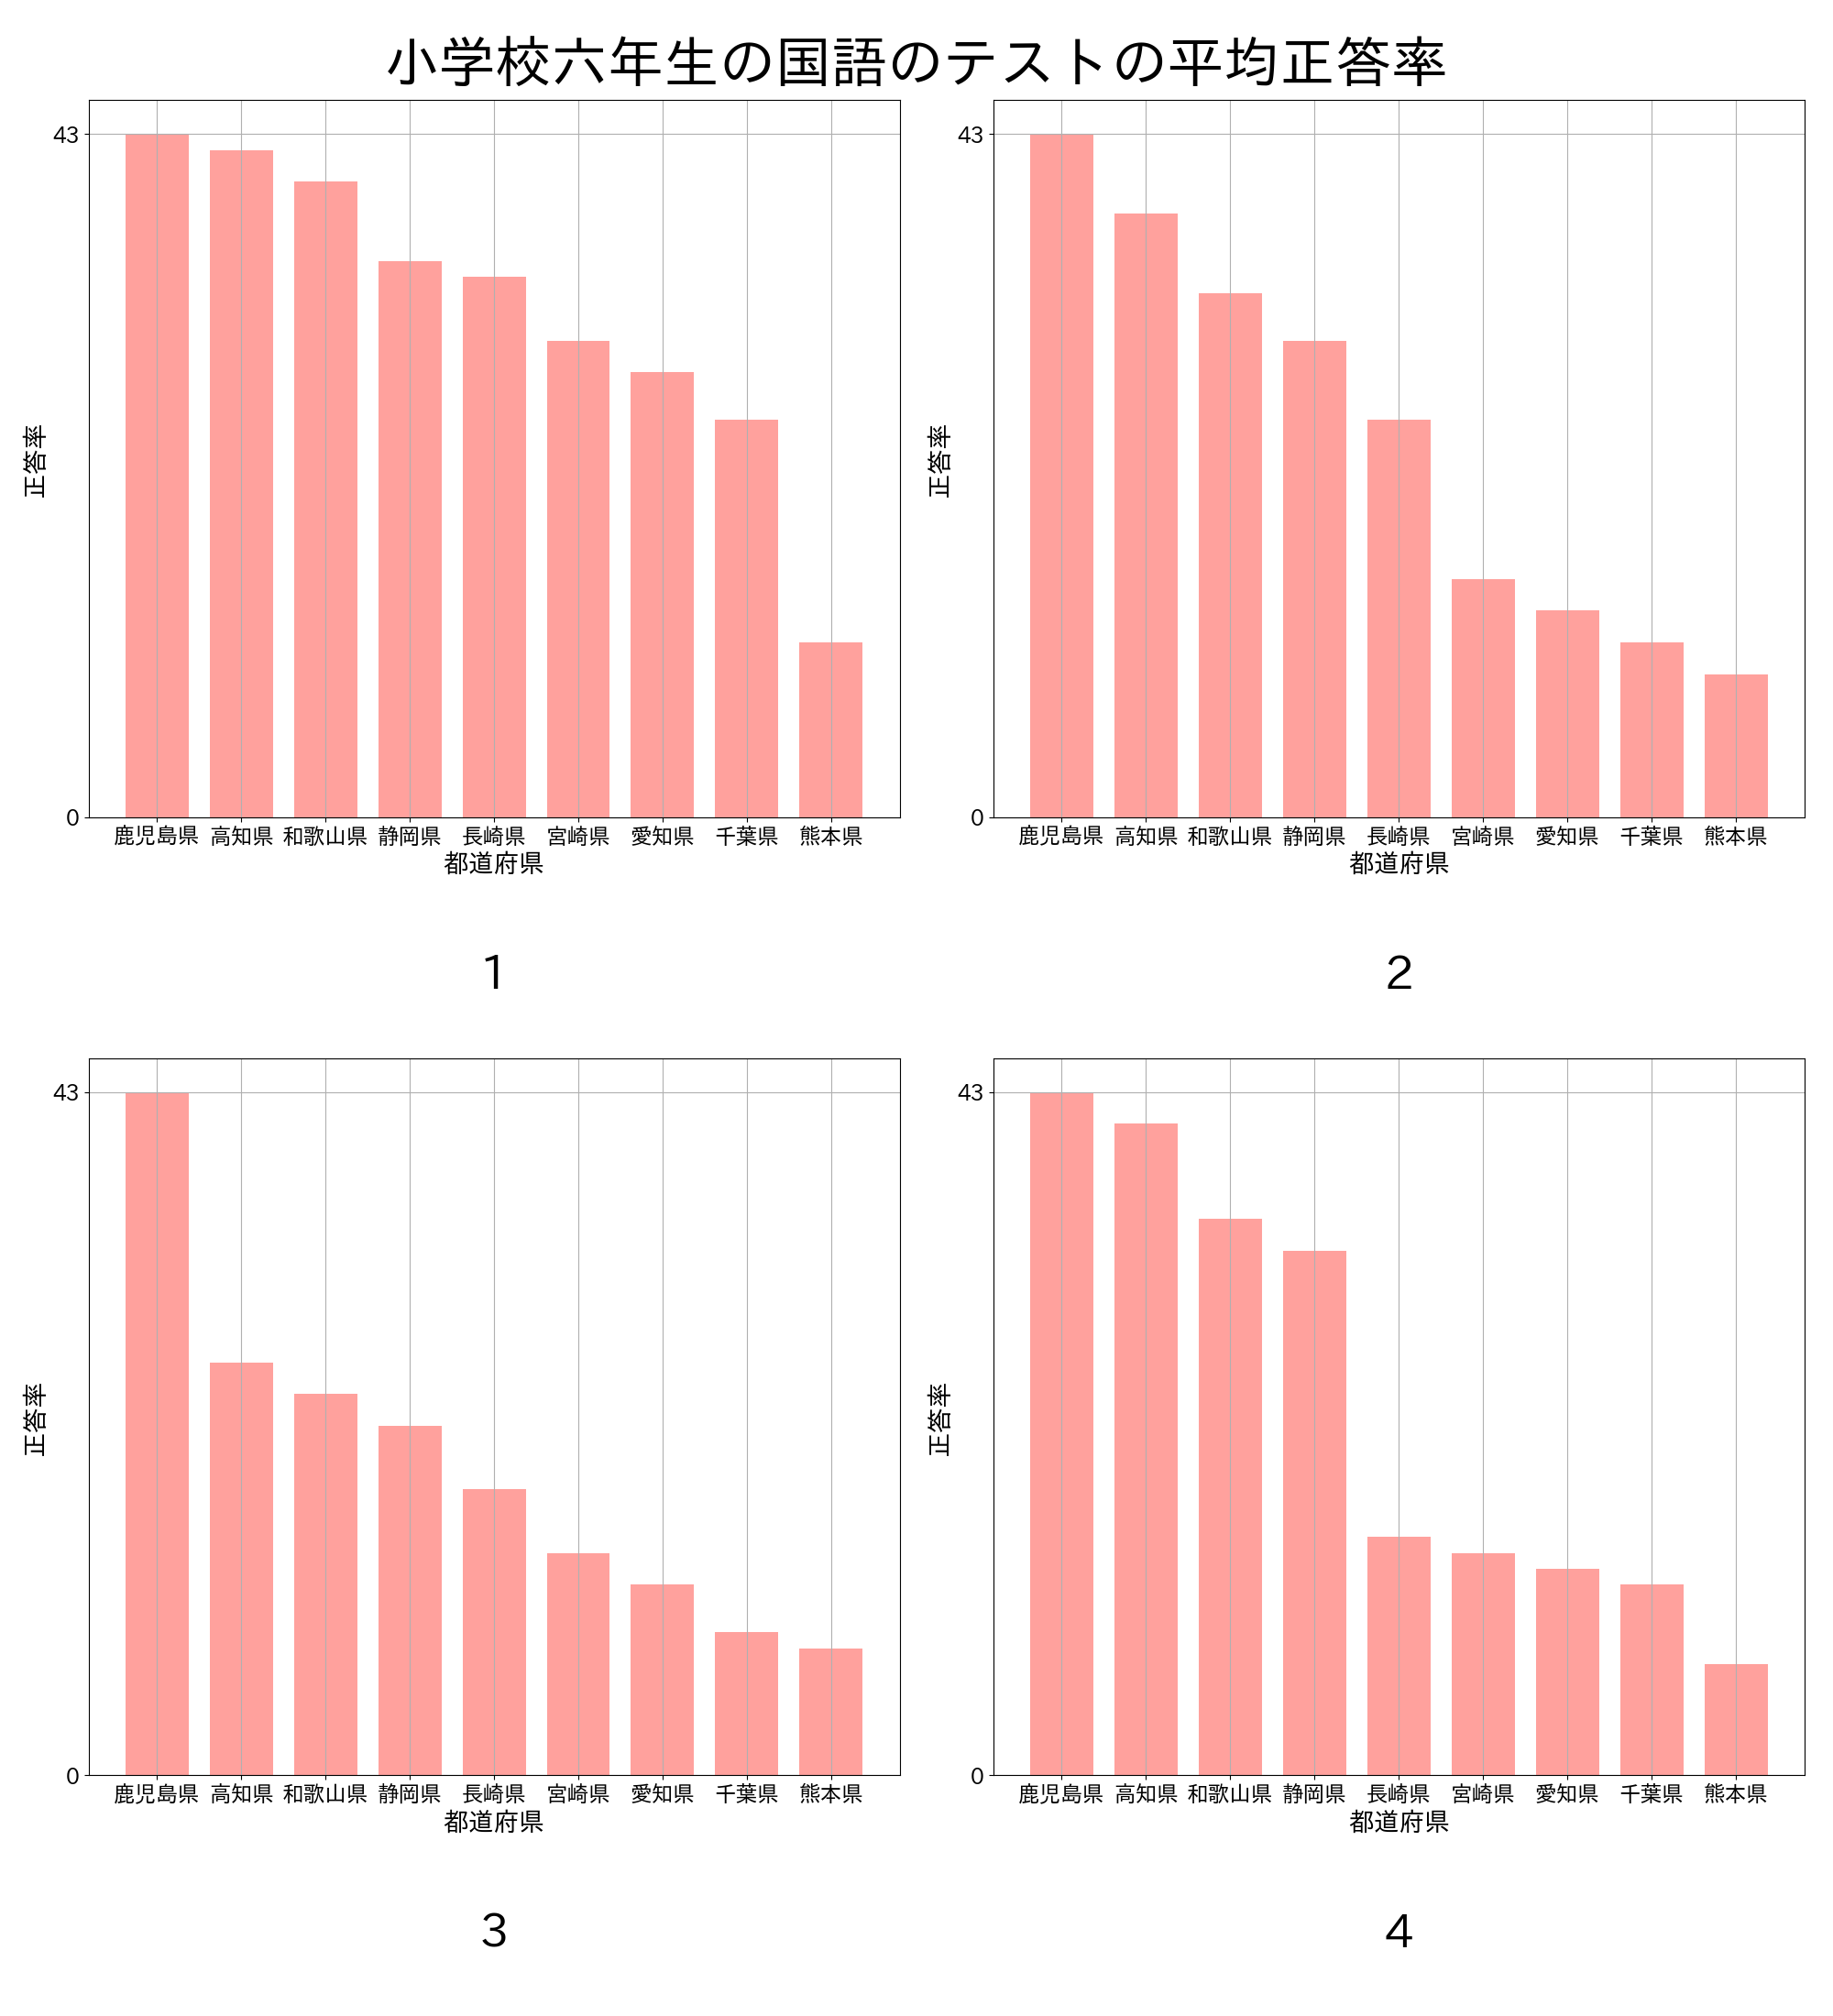 小学校六年生の国語のテストの平均正答率
43
正答率
0
鹿児島県 高知県 和歌山県 静岡県 長崎県 宮崎県 愛知県 千葉県 熊本県
都道府県
1
43
正答率
0
鹿児島県 高知県 和歌山県 静岡県 長崎県 宮崎県 愛知県 千葉県 熊本県
都道府県
2
43
正答率
0
鹿児島県 高知県 和歌山県 静岡県 長崎県 宮崎県 愛知県 千葉県 熊本県
都道府県
3
43
正答率
0
鹿児島県 高知県 和歌山県 静岡県 長崎県 宮崎県 愛知県 千葉県 熊本県
都道府県
4